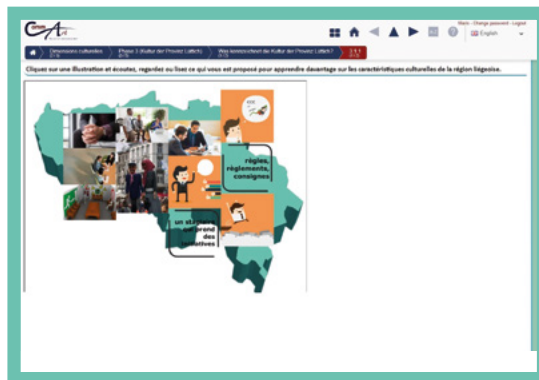 Change password - Logout
English
Dimensions culturelles
Phase 3 (Kultur der Provinz Lüttich)
Was kennzeichnet die Kultur der Provinz Lüttich?
Cliquez sur une illustration et écoutez, regardez ou lisez ce qui vous est proposé pour apprendre davantage sur les caractéristiques culturelles de la région liégeoise.
règles,
règlements,
consignes
un stagiaire
qui prend
des
initiatives